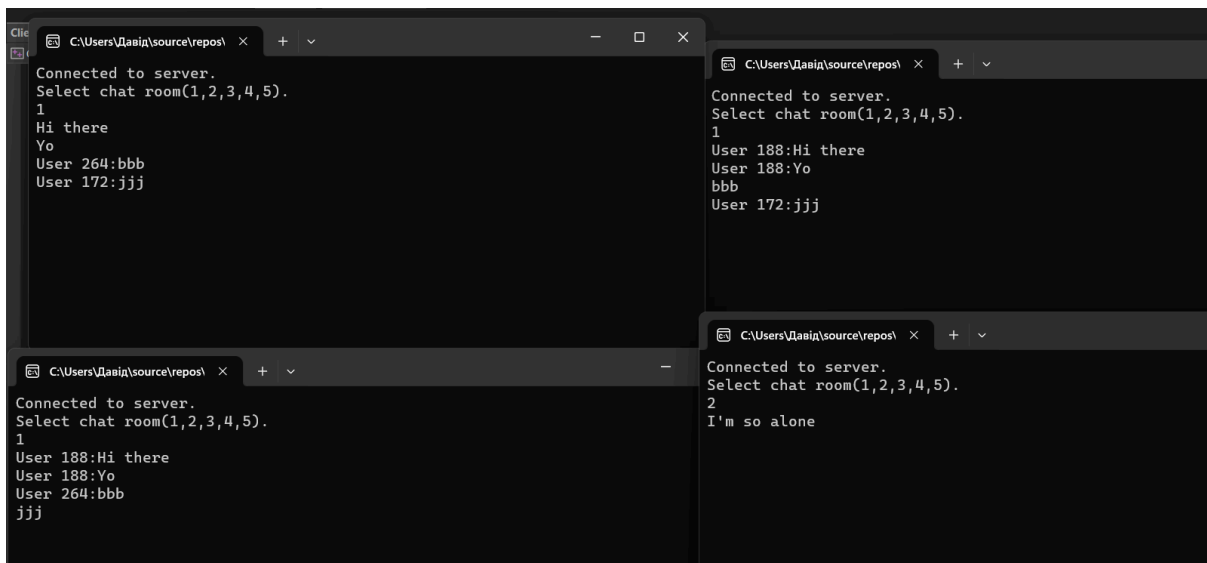 Clie
C:\Users\Давід\source\repos\
Connected to server.
Select chat room(1,2,3,4,5).
1
Hi there
Yo
User 264:bbb
User 172:jjj
C:\Users\Давід\source\repos\
Connected to server.
Select chat room(1,2,3,4,5).
1
User 188:Hi there
User 188:Yo
bbb
User 172:jjj
C:\Users\Давід\source\repos\
Connected to server.
Select chat room(1,2,3,4,5).
1
User 188:Hi there
User 188:Yo
User 264:bbb
jjj
C:\Users\Давід\source\repos\
Connected to server.
Select chat room(1,2,3,4,5).
2
I'm so alone